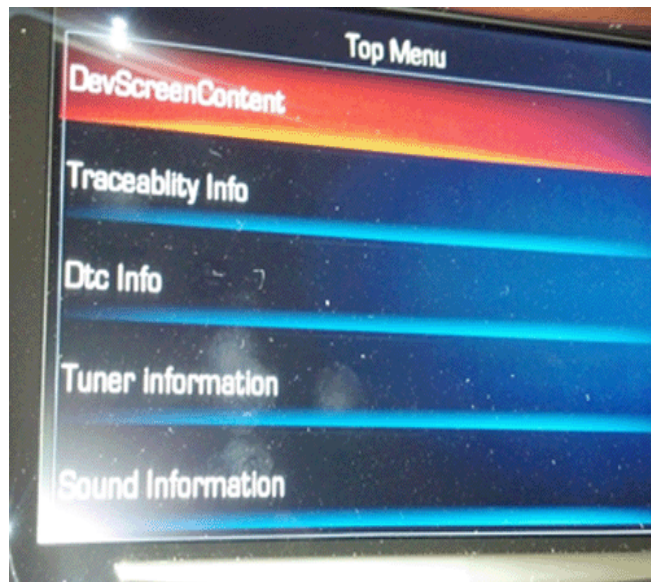 Top Menu
DevScreenContent
Traceablity Info
Dtc Info
Tuner Information
Sound Information